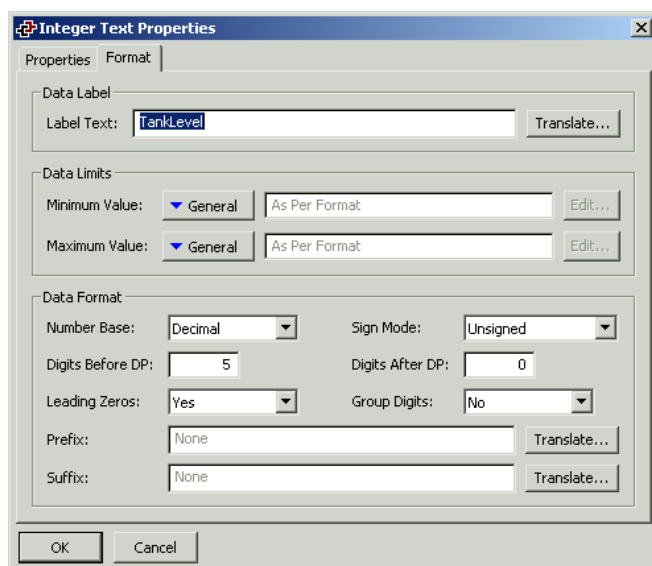 Integer Text Properties
Properties Format
Data Label
Label Text: TankLevel Translate...
Data Limits
Minimum Value: General As Per Format Edit...
Maximum Value: General As Per Format Edit...
Data Format
Number Base: Decimal Sign Mode: Unsigned
Digits Before DP: 5 Digits After DP: 0
Leading Zeros: Yes Group Digits: No
Prefix: None Translate...
Suffix: None Translate...
OK Cancel